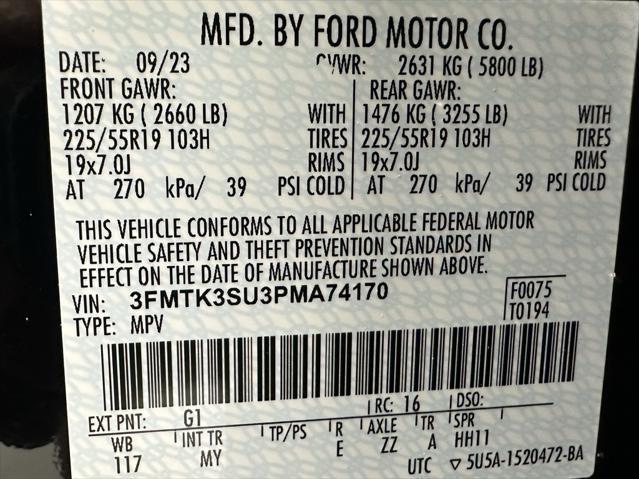 MFD. BY FORD MOTOR CO.
DATE: 09/23 GVWR: 2631 KG ( 5800 LB)
FRONT GAWR: REAR GAWR:
1207 KG ( 2660 LB) WITH 1476 KG ( 3255 LB) WITH
225/55R19 103H TIRES 225/55R19 103H TIRES
19x7.0J RIMS 19x7.0J RIMS
AT 270 kPa/ 39 PSI COLD AT 270 kPa/ 39 PSI COLD
THIS VEHICLE CONFORMS TO ALL APPLICABLE FEDERAL MOTOR
VEHICLE SAFETY AND THEFT PREVENTION STANDARDS IN
EFFECT ON THE DATE OF MANUFACTURE SHOWN ABOVE.
VIN: 3FMTK3SU3PMA74170 F0075
TYPE: MPV T0194
EXT PNT: G1 RC: 16 DSO:
WB INT TR TP/PS R AXLE TR SPR
117 MY E ZZ A HH11
UTC ▽ 5U5A-1520472-BA